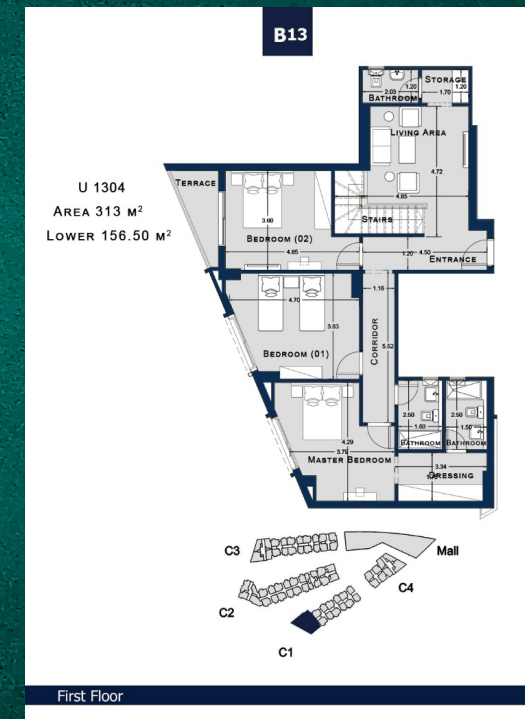 B13
U 1304
AREA 313 M²
LOWER 156.50 M²
STORAGE
1.20
1.20
2.03
1.70
BATHROOM
LIVING AREA
4.72
4.85
TERRACE
STAIRS
3.60
BEDROOM (02)
4.85
1.20
4.50
ENTRANCE
1.16
4.70
3.83
CORRIDOR
5.52
BEDROOM (01)
2.50
2.50
1.60
1.50
BATHROOM
BATHROOM
4.29
3.79
MASTER BEDROOM
3.34
DRESSING
C3
Mall
C4
C2
C1
First Floor